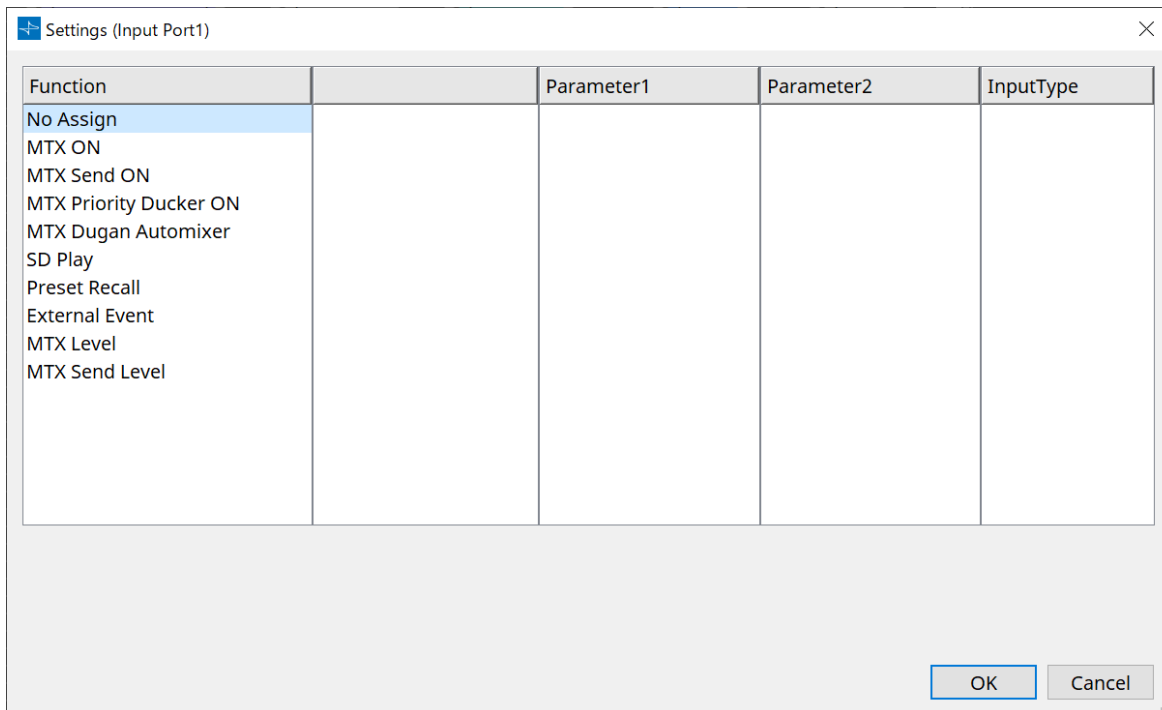 Settings (Input Port1)
Function Parameter1 Parameter2 InputType
No Assign
MTX ON
MTX Send ON
MTX Priority Ducker ON
MTX Dugan Automixer
SD Play
Preset Recall
External Event
MTX Level
MTX Send Level
OK Cancel